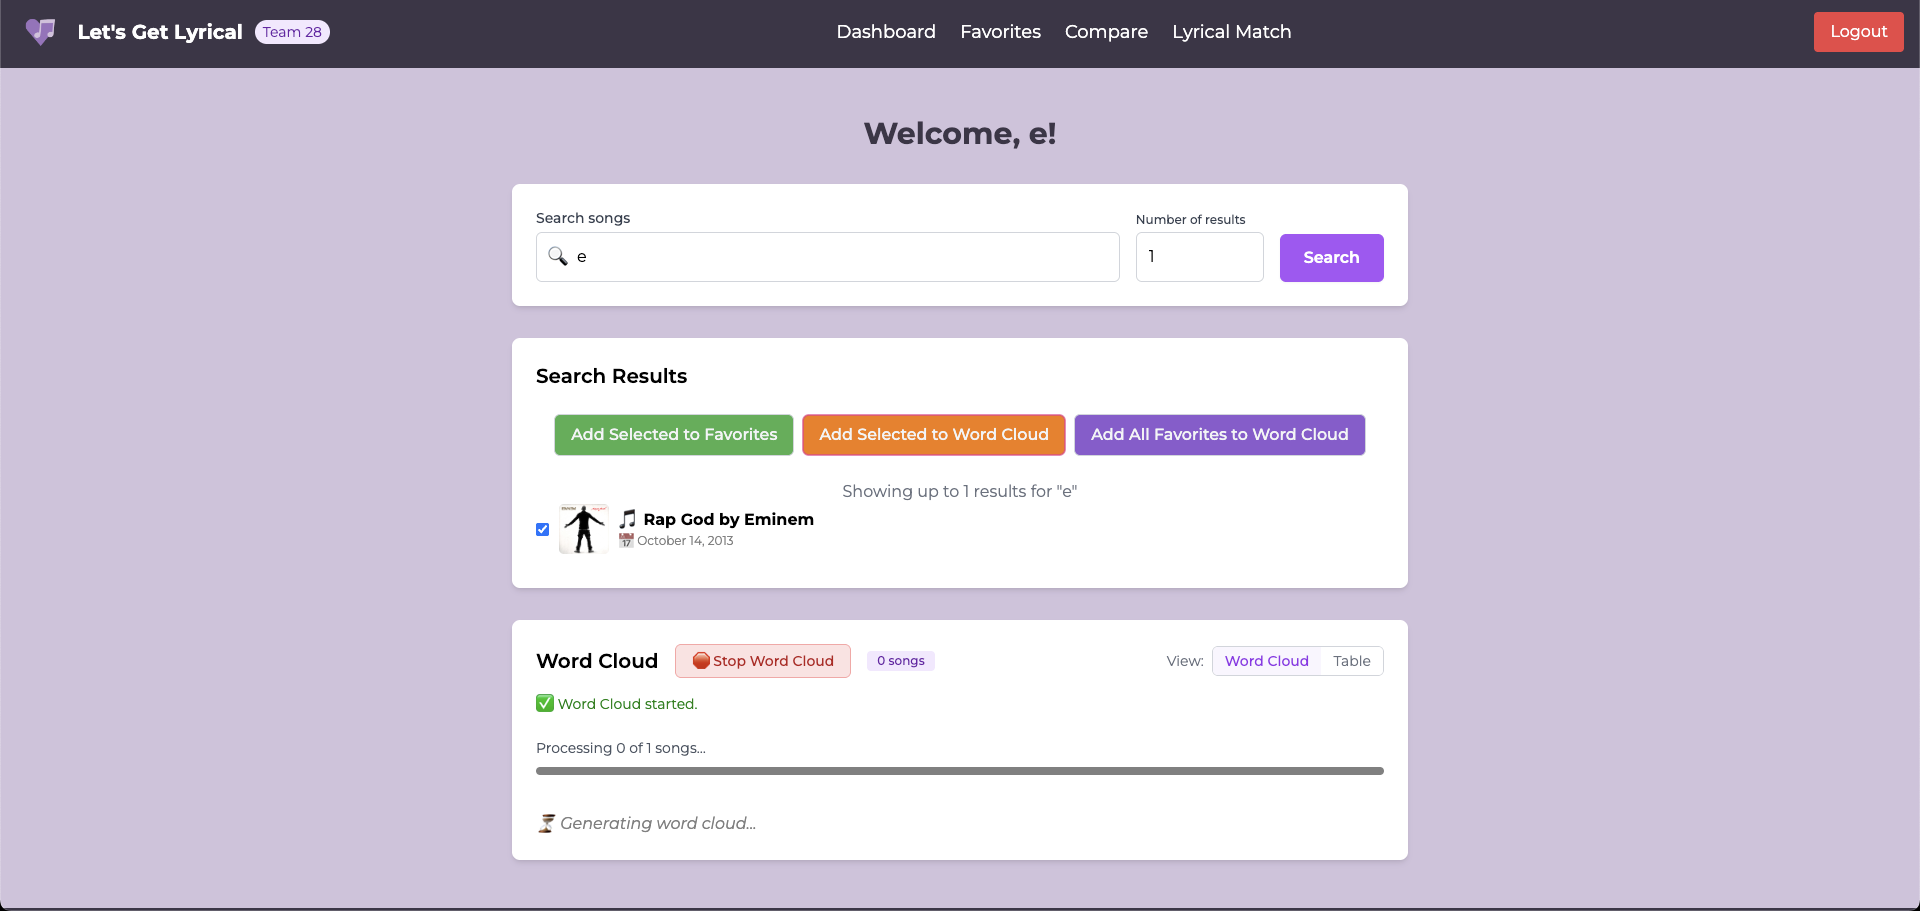 Let's Get Lyrical Team 28 Dashboard Favorites Compare Lyrical Match Logout
Welcome, e!
Search songs Number of results
🔍 e 1 Search
Search Results
Add Selected to Favorites Add Selected to Word Cloud Add All Favorites to Word Cloud
Showing up to 1 results for "e"
🎵 Rap God by Eminem
📅 October 14, 2013
Word Cloud 🛑 Stop Word Cloud 0 songs View: Word Cloud Table
✅ Word Cloud started.
Processing 0 of 1 songs...
⏳ Generating word cloud...